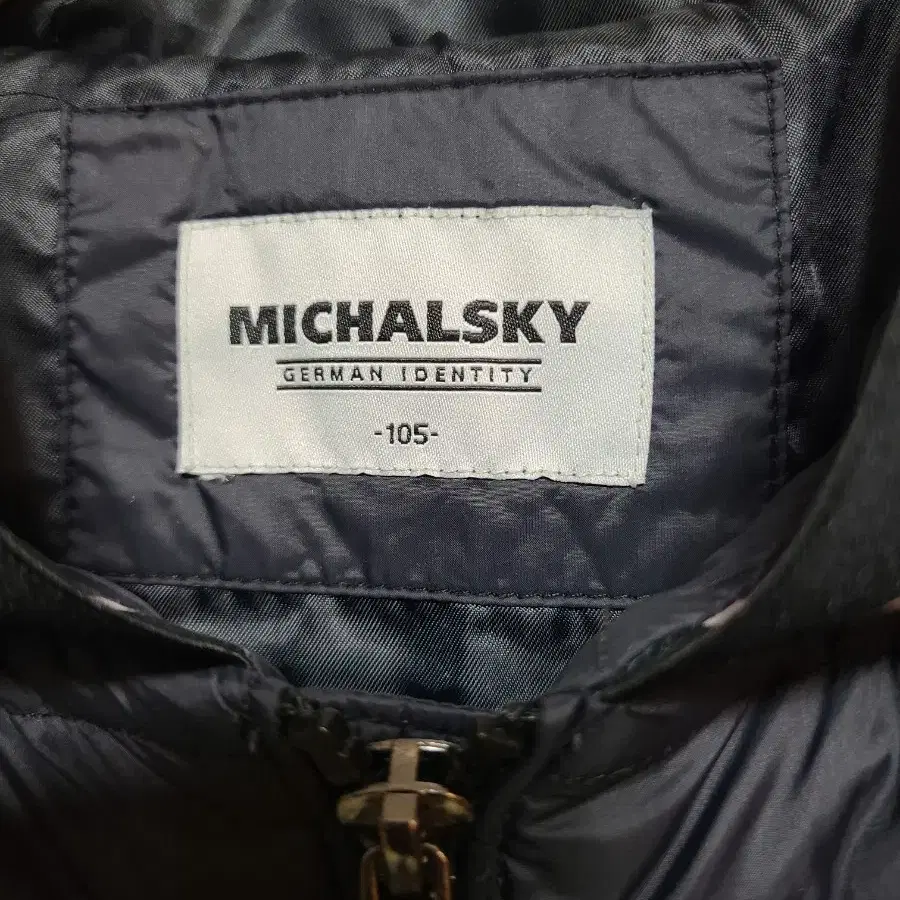 MICHALSKY
GERMAN IDENTITY
-105-